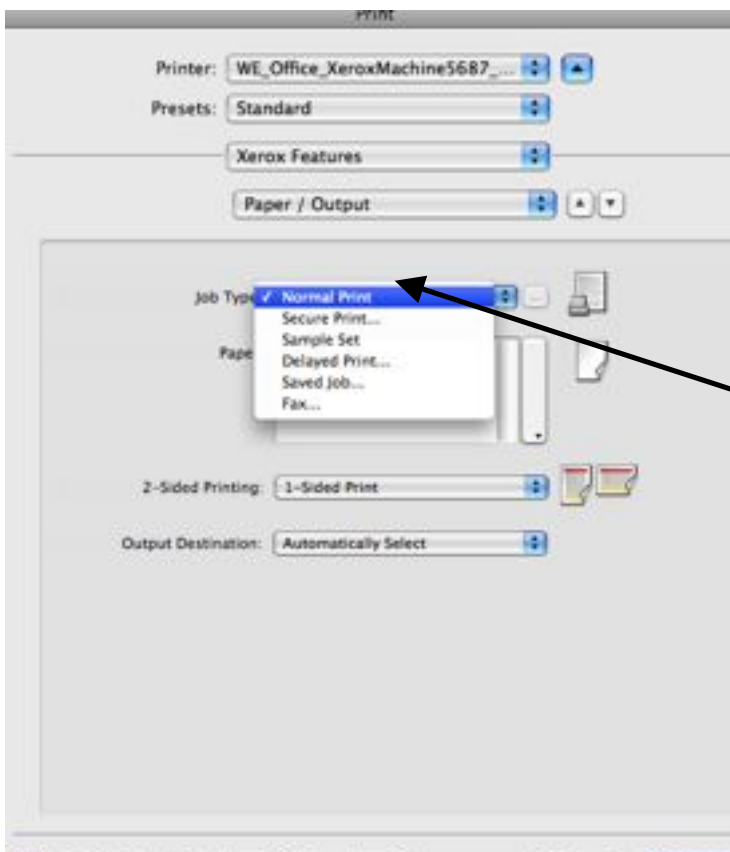 Print
Printer: WE_Office_XeroxMachine5687_...
Presets: Standard
Xerox Features
Paper / Output
Job Type ✓ Normal Print
Secure Print...
Sample Set
Pape
Delayed Print...
Saved Job...
Fax...
2-Sided Printing: 1-Sided Print
Output Destination: Automatically Select